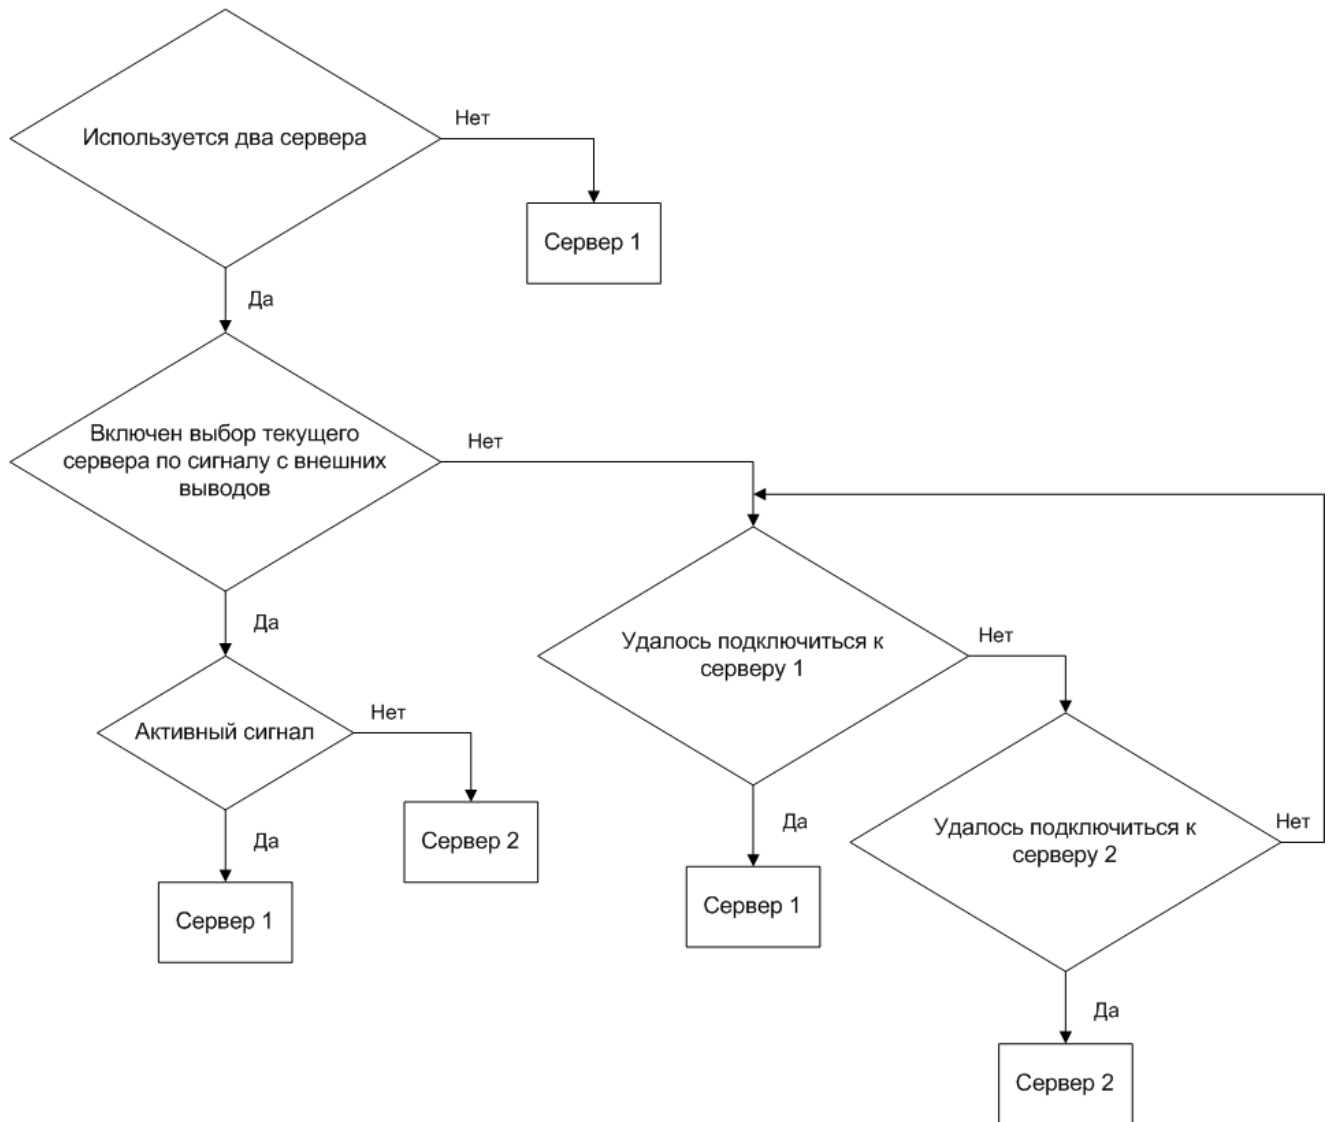 Используется два сервера
Нет
Сервер 1
Да
Включен выбор текущего
сервера по сигналу с внешних
выводов
Нет
Да
Активный сигнал
Нет
Сервер 2
Да
Сервер 1
Удалось подключиться к
серверу 1
Нет
Да
Сервер 1
Удалось подключиться к
серверу 2
Нет
Да
Сервер 2